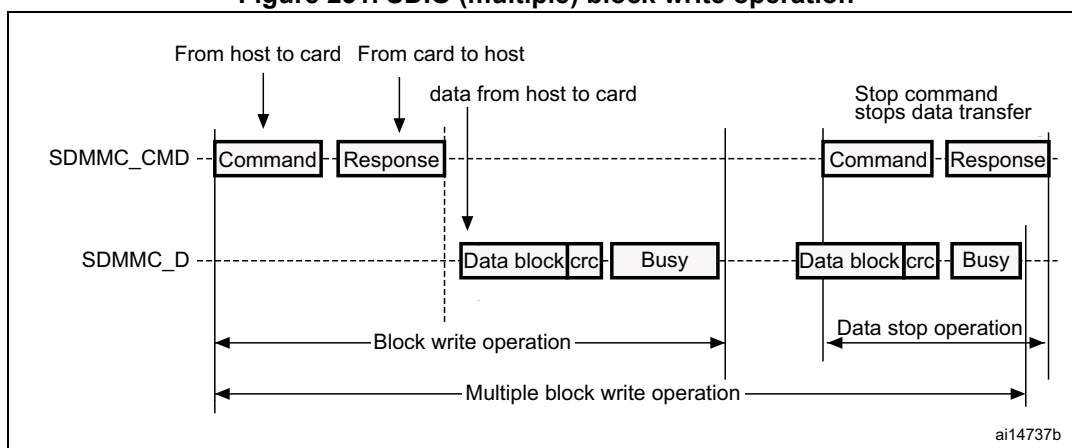 Figure 231. SDIO (multiple) block write operation
From host to card From card to host
data from host to card
Stop command
stops data transfer
SDMMC_CMD Command Response Command Response
SDMMC_D Data block crc Busy Data block crc Busy
Block write operation Data stop operation
Multiple block write operation
ai14737b